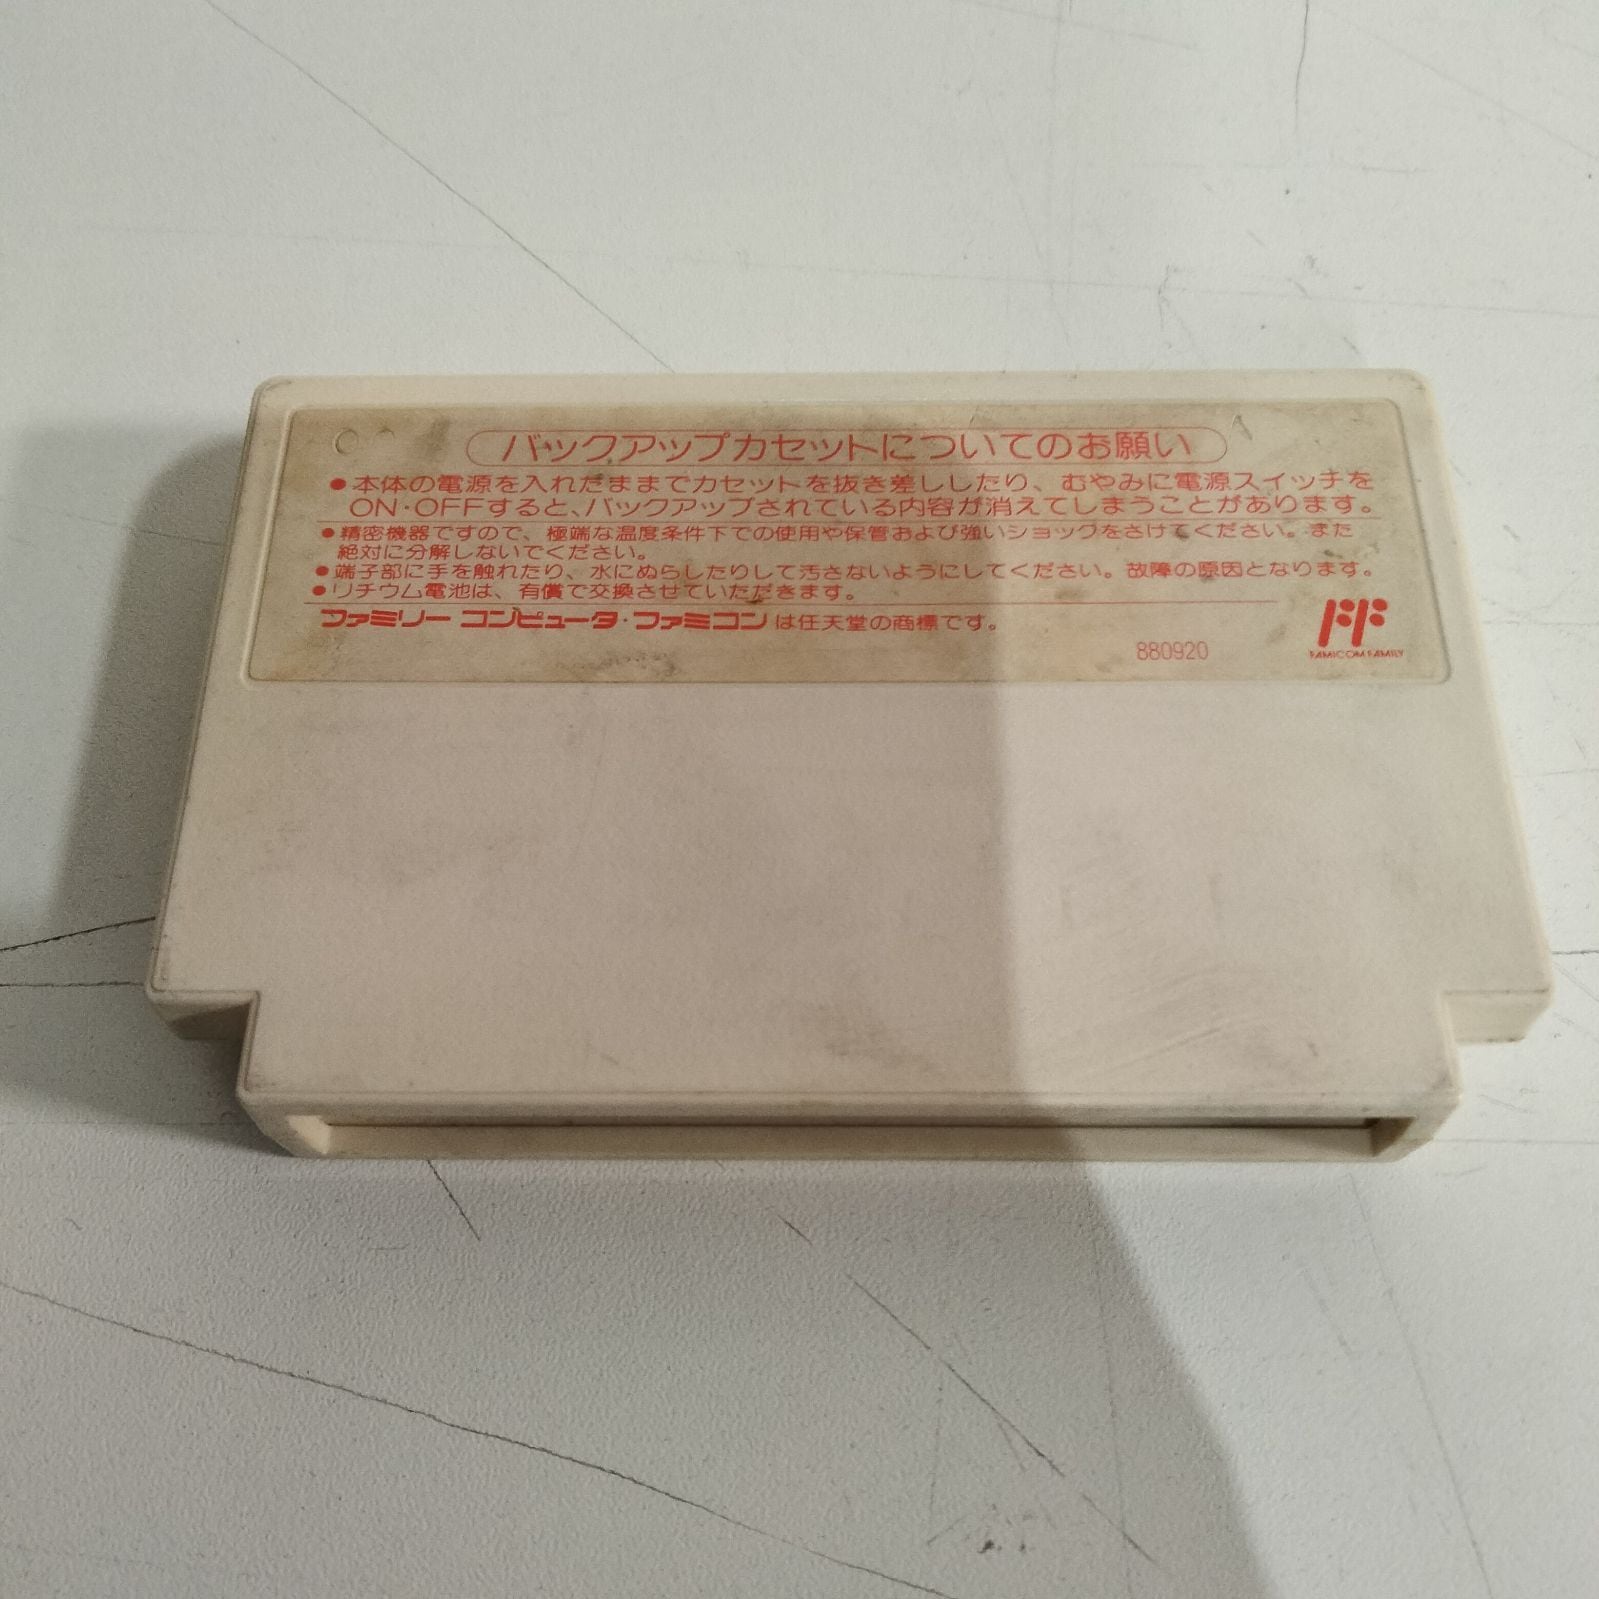 バックアップカセットについてのお願い
●本体の電源を入れたままでカセットを抜き差ししたり、むやみに電源スイッチを
ON・OFFすると、バックアップされている内容が消えてしまうことがあります。
●精密機器ですので、極端な温度条件下での使用や保管および強いショックをさけてください。また
絶対に分解しないでください。
●端子部に手を触れたり、水にぬらしたりして汚さないようにしてください。故障の原因となります。
●リチウム電池は、有償で交換させていただきます。
ファミリーコンピュータ・ファミコンは任天堂の商標です。
880920
FAMICOM FAMILY